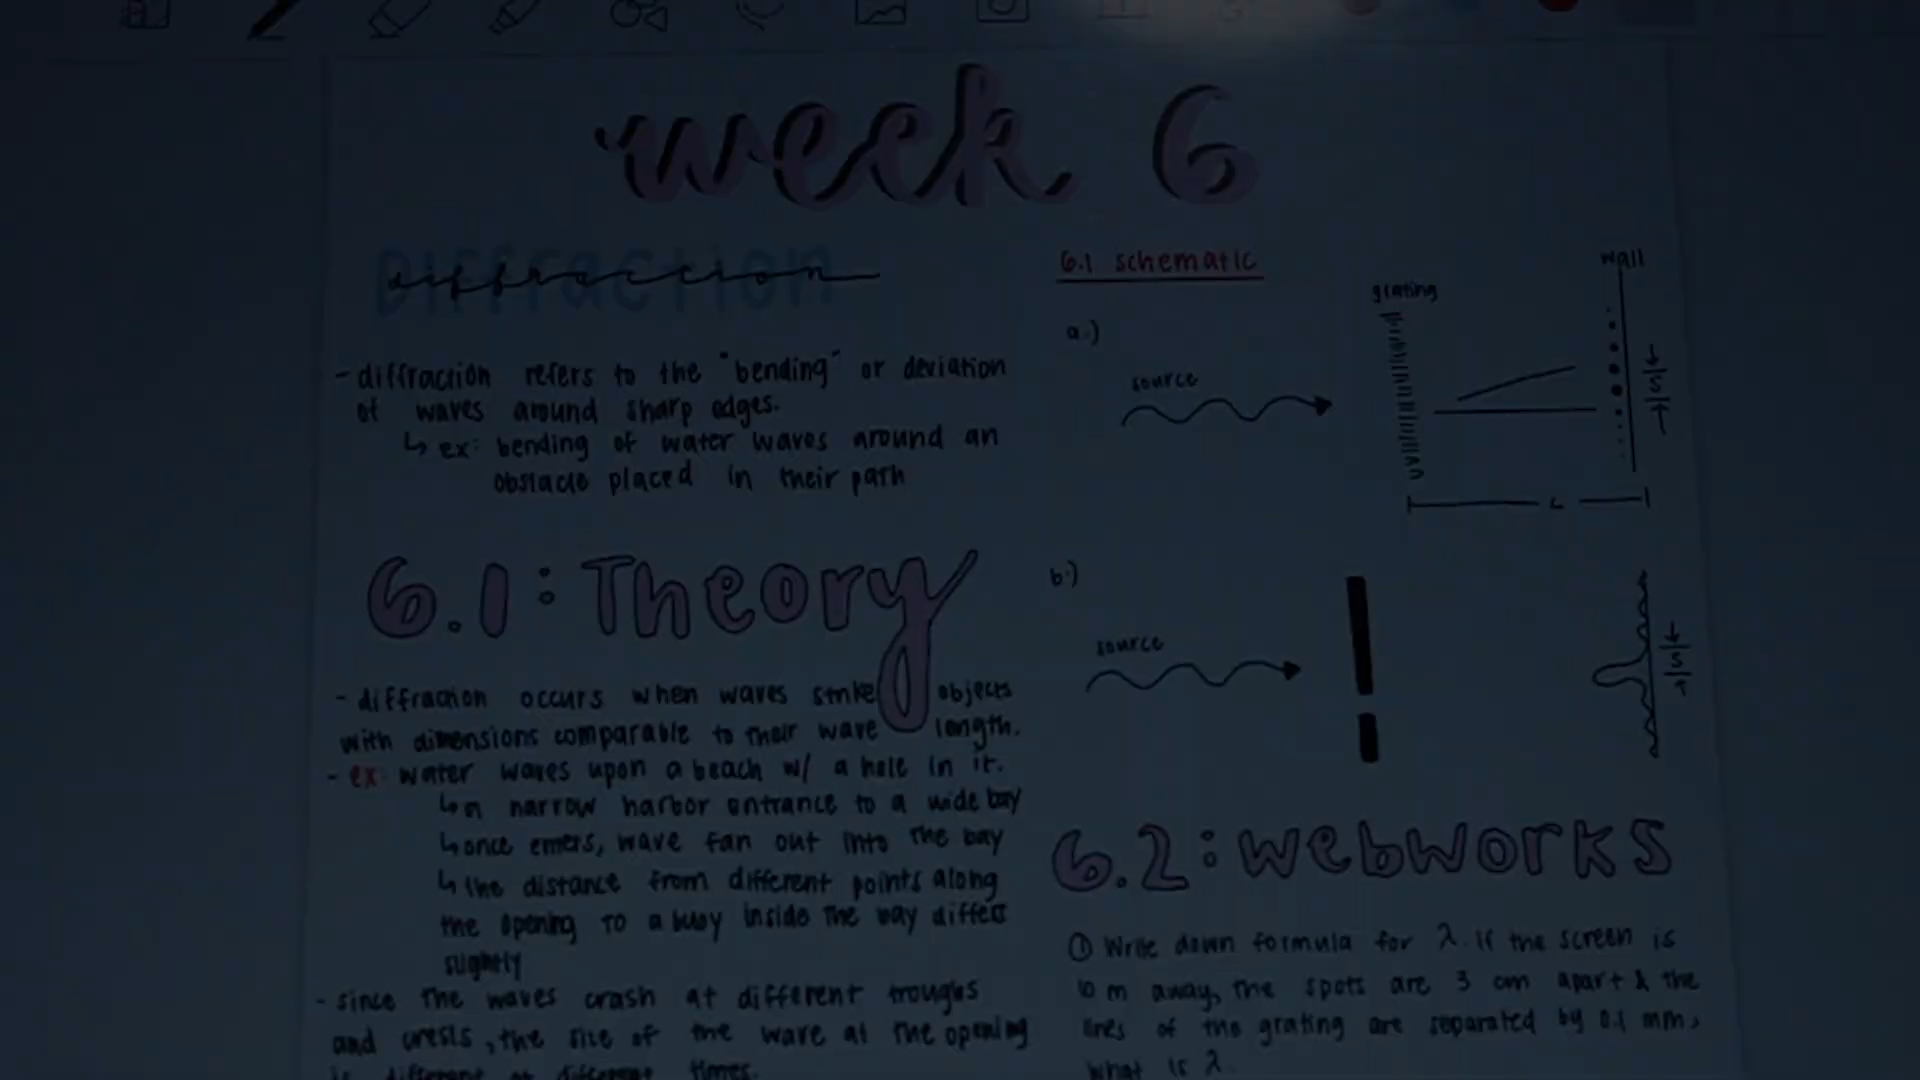 week 6
Diffraction
diffraction
- diffraction refers to the "bending" or deviation
of waves around sharp edges.
↳ ex: bending of water waves around an
obstacle placed in their path
6.1: Theory
- diffraction occurs when waves strike objects
with dimensions comparable to their wave length.
- ex: water waves upon a beach w/ a hole in it.
↳ narrow harbor entrance to a wide bay
↳ once enters, wave fan out into the bay
↳ the distance from different points along
the opening to a buoy inside the bay differs
slightly
- since the waves crash at different troughs
and crests, the size of the wave at the opening
is different at different times.
6.1 schematic
a.)
source
grating
wall
S
L
b.)
source
S
6.2: webworks
① Write down formula for λ. If the screen is
10 m away, the spots are 3 cm apart & the
lines of the grating are separated by 0.1 mm,
what is λ.